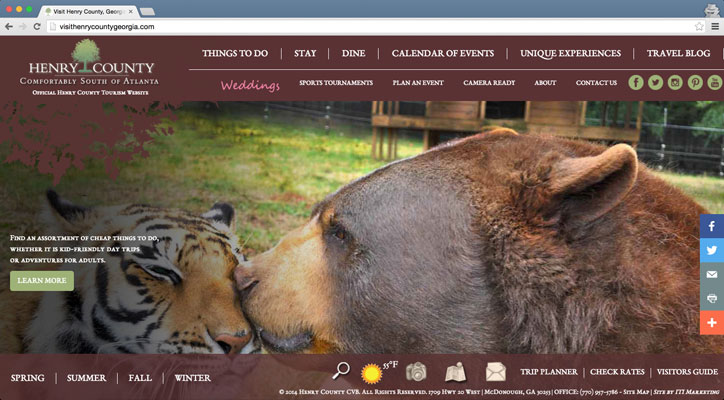 Visit Henry County, Georg
visithenrycountygeorgia.com
HENRY COUNTY
COMFORTABLY SOUTH OF ATLANTA
OFFICIAL HENRY COUNTY TOURISM WEBSITE
THINGS TO DO
STAY
DINE
CALENDAR OF EVENTS
UNIQUE EXPERIENCES
TRAVEL BLOG
Weddings
SPORTS TOURNAMENTS
PLAN AN EVENT
CAMERA READY
ABOUT
CONTACT US
FIND AN ASSORTMENT OF CHEAP THINGS TO DO,
WHETHER IT IS KID-FRIENDLY DAY TRIPS
OR ADVENTURES FOR ADULTS.
LEARN MORE
SPRING
SUMMER
FALL
WINTER
55°F
TRIP PLANNER
CHECK RATES
VISITORS GUIDE
© 2014 HENRY COUNTY CVB. ALL RIGHTS RESERVED. 1709 HWY 20 WEST | MCDONOUGH, GA 30253 | OFFICE: (770) 957-5786 - SITE MAP | SITE BY ITI MARKETING